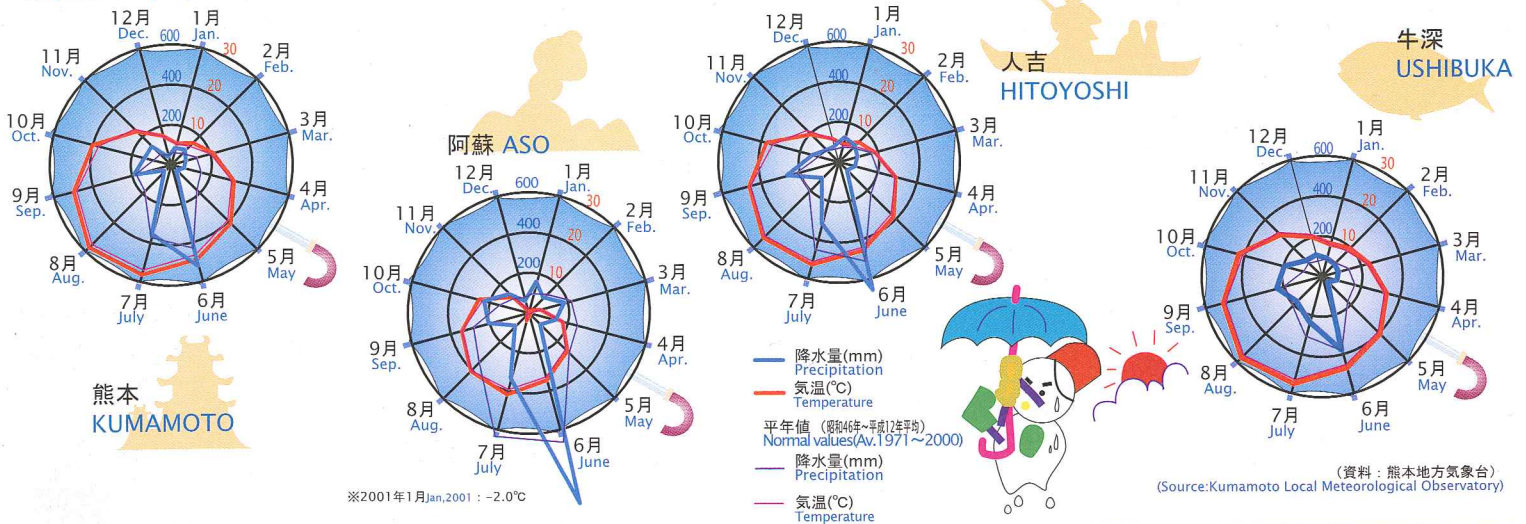 12月
Dec.
1月
Jan.
2月
Feb.
3月
Mar.
4月
Apr.
5月
May
6月
June
7月
July
8月
Aug.
9月
Sep.
10月
Oct.
11月
Nov.
600
400
200
30
20
10
熊本
KUMAMOTO
阿蘇 ASO
12月
Dec.
1月
Jan.
2月
Feb.
3月
Mar.
4月
Apr.
5月
May
6月
June
7月
July
8月
Aug.
9月
Sep.
10月
Oct.
11月
Nov.
600
400
200
30
20
10
※2001年1月Jan,2001:-2.0℃
人吉
HITOYOSHI
12月
Dec.
1月
Jan.
2月
Feb.
3月
Mar.
4月
Apr.
5月
May
6月
June
7月
July
8月
Aug.
9月
Sep.
10月
Oct.
11月
Nov.
600
400
200
30
20
10
降水量(mm)
Precipitation
気温(℃)
Temperature
平年値(昭和46年~平成12年平均)
Normal values(Av.1971~2000)
降水量(mm)
Precipitation
気温(℃)
Temperature
牛深
USHIBUKA
12月
Dec.
1月
Jan.
2月
Feb.
3月
Mar.
4月
Apr.
5月
May
6月
June
7月
July
8月
Aug.
9月
Sep.
10月
Oct.
11月
Nov.
600
400
200
30
20
10
(資料:熊本地方気象台)
(Source:Kumamoto Local Meteorological Observatory)